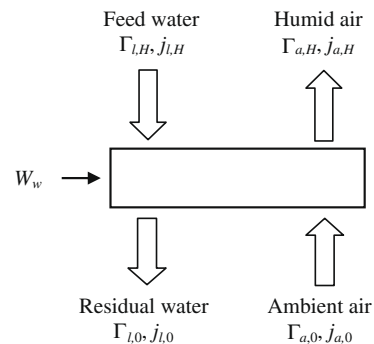 Feed water
Γl,H, jl,H
Humid air
Γa,H, ja,H
Ww
Residual water
Γl,0, jl,0
Ambient air
Γa,0, ja,0